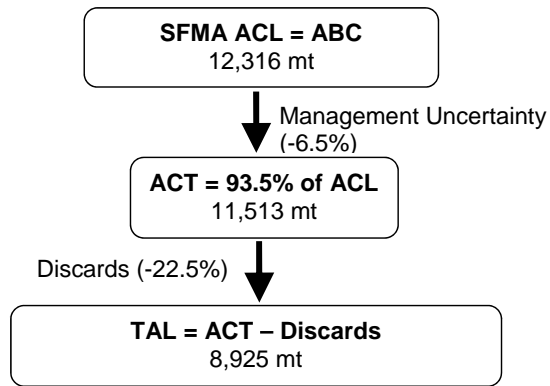 SFMA ACL = ABC
12,316 mt
Management Uncertainty
(-6.5%)
ACT = 93.5% of ACL
11,513 mt
Discards (-22.5%)
TAL = ACT – Discards
8,925 mt